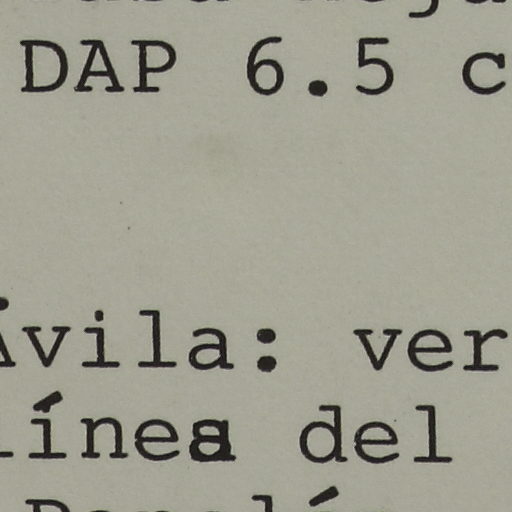 DAP 6.5 c
Ávila: ver
línea del